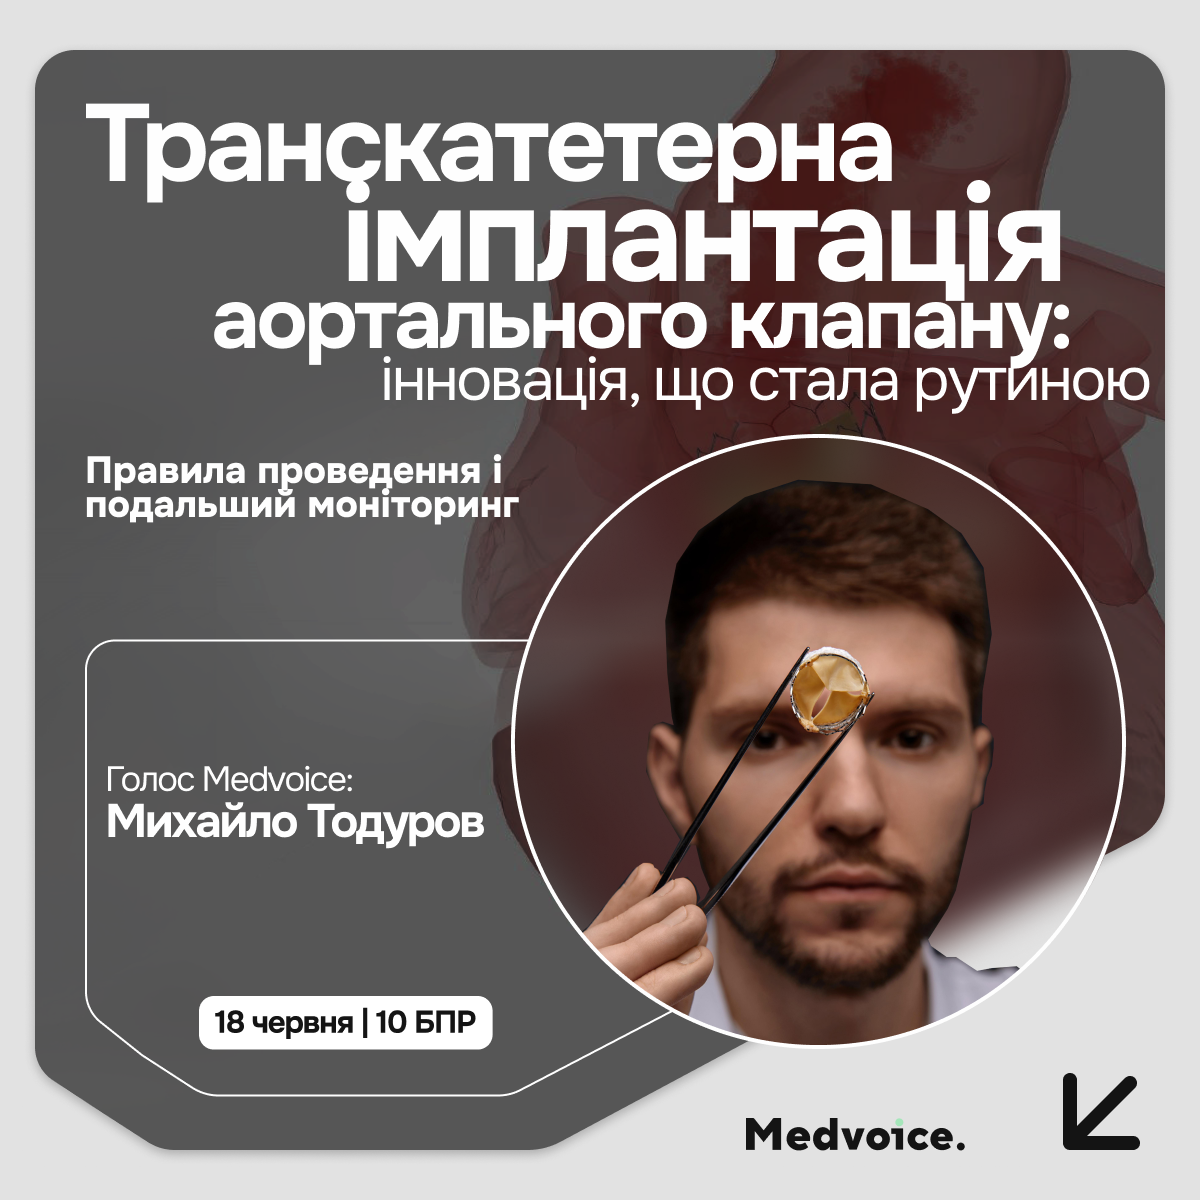 Транскатетерна
імплантація
аортального клапану:
інновація, що стала рутиною
Правила проведення і
подальший моніторинг
Голос Medvoice:
Михайло Тодуров
18 червня | 10 БПР
Medvoice.